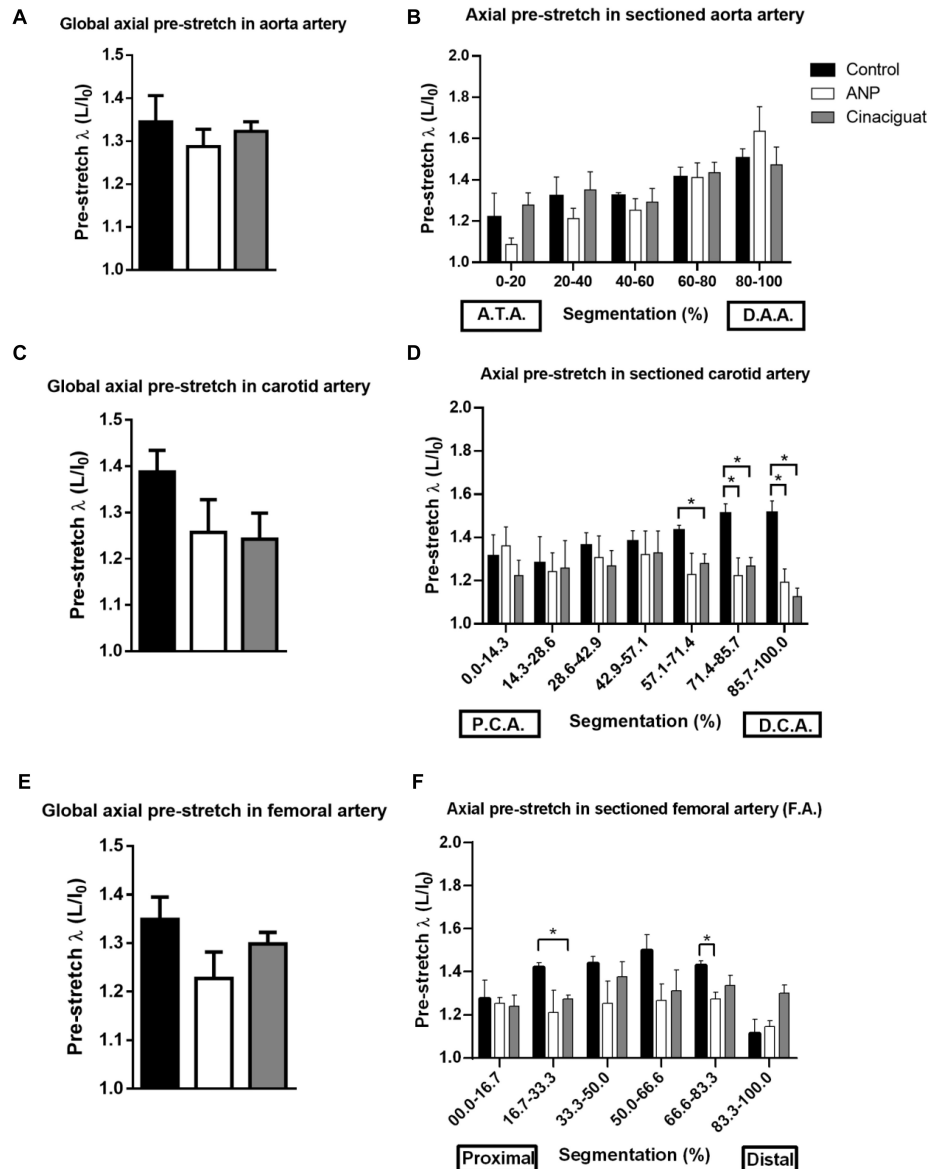 A
Global axial pre-stretch in aorta artery
Pre-stretch λ (L/l0)
1.5
1.4
1.3
1.2
1.1
1.0
B
Axial pre-stretch in sectioned aorta artery
Pre-stretch λ (L/l0)
2.0
1.8
1.6
1.4
1.2
1.0
0-20 20-40 40-60 60-80 80-100
A.T.A. Segmentation (%) D.A.A.
Control
ANP
Cinaciguat
C
Global axial pre-stretch in carotid artery
Pre-stretch λ (L/l0)
1.5
1.4
1.3
1.2
1.1
1.0
D
Axial pre-stretch in sectioned carotid artery
Pre-stretch λ (L/l0)
2.0
1.8
1.6
1.4
1.2
1.0
*
* *
* *
0.0-14.3 14.3-28.6 28.6-42.9 42.9-57.1 57.1-71.4 71.4-85.7 85.7-100.0
P.C.A. Segmentation (%) D.C.A.
E
Global axial pre-stretch in femoral artery
Pre-stretch λ (L/l0)
1.5
1.4
1.3
1.2
1.1
1.0
F
Axial pre-stretch in sectioned femoral artery (F.A.)
Pre-stretch λ (L/l0)
2.0
1.8
1.6
1.4
1.2
1.0
* *
00.0-16.7 16.7-33.3 33.3-50.0 50.0-66.6 66.6-83.3 83.3-100.0
Proximal Segmentation (%) Distal